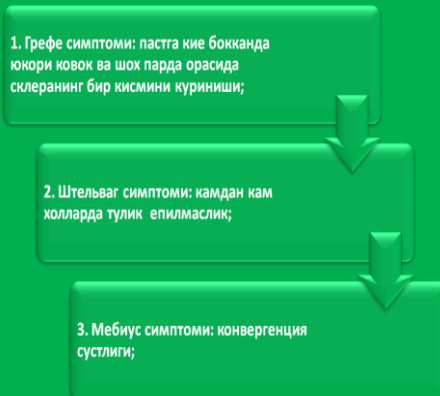 1. Грефе симптоми: пастга кие бокканда
юкори ковок ва шох парда орасида
склеранинг бир кисмини куриниши;
2. Штельваг симптоми: камдан кам
холларда тулик епилмаслик;
3. Мебиус симптоми: конвергенция
сустлиги;